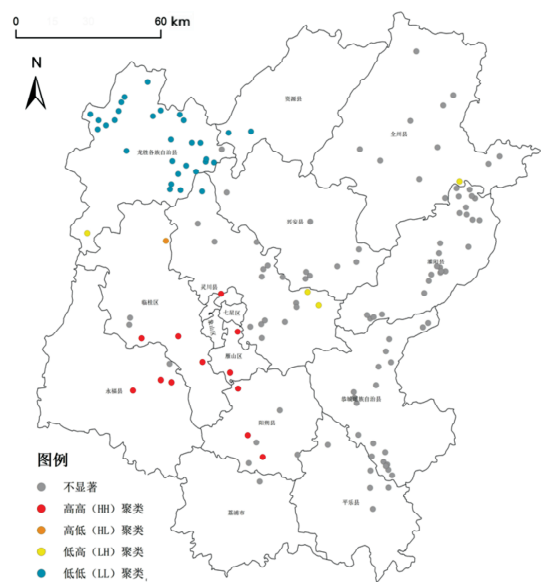 0 60 km
N
资源县
全州县
龙胜各族自治县
兴安县
灌阳县
灵川县
临桂区
七星区
象山区
雁山区
永福县
阳朔县
恭城瑶族自治县
平乐县
荔浦市
图例
不显著
高高（HH）聚类
高低（HL）聚类
低高（LH）聚类
低低（LL）聚类